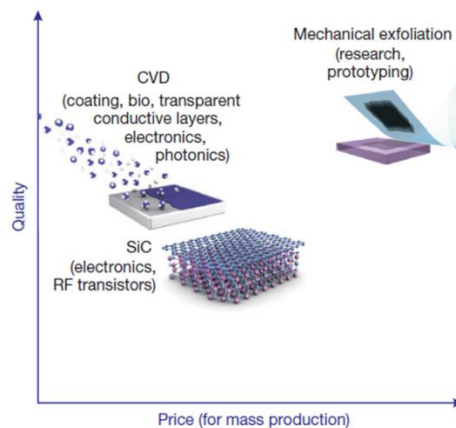 Mechanical exfoliation
(research,
prototyping)
CVD
(coating, bio, transparent
conductive layers,
electronics,
photonics)
SiC
(electronics,
RF transistors)
Quality
Price (for mass production)